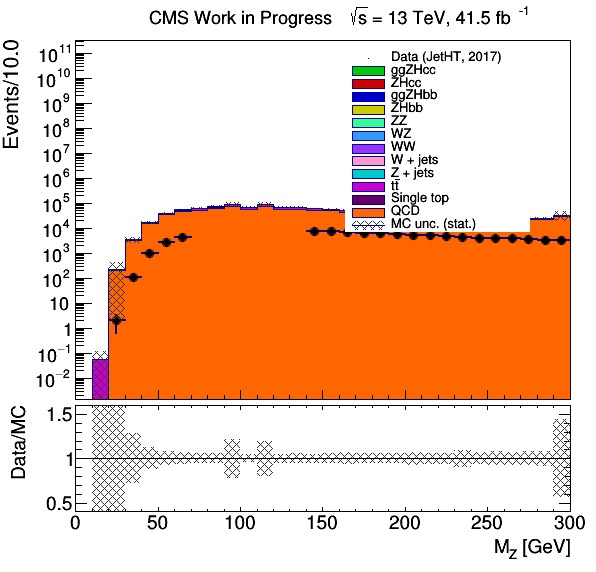 CMS Work in Progress √s = 13 TeV, 41.5 fb⁻¹
Events/10.0
10¹¹
10¹⁰
10⁹
10⁸
10⁷
10⁶
10⁵
10⁴
10³
10²
10
1
10⁻¹
10⁻²
Data (JetHT, 2017)
ggZHcc
ZHcc
ggZHbb
ZHbb
ZZ
WZ
WW
W + jets
Z + jets
tt̄
Single top
QCD
MC unc. (stat.)
Data/MC
1.5
1
0.5
0 50 100 150 200 250 300
M_Z [GeV]